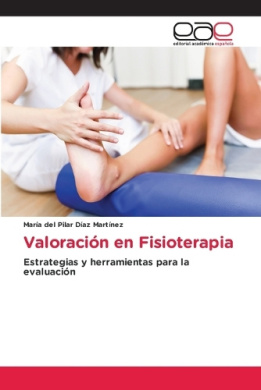 eae
editorial académica española
María del Pilar Díaz Martínez
Valoración en Fisioterapia
Estrategias y herramientas para la
evaluación